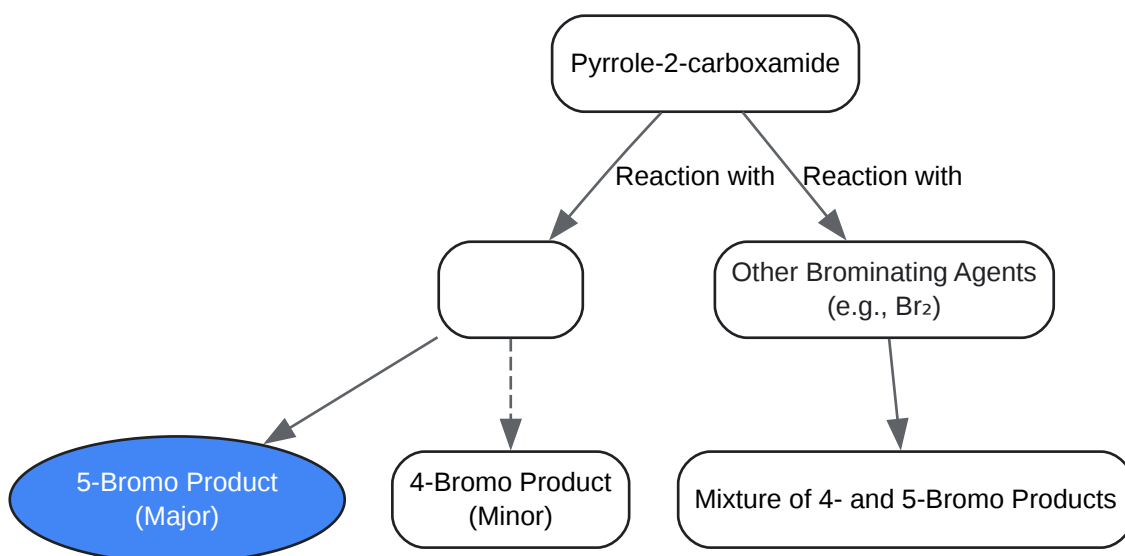 Pyrrole-2-carboxamide
Reaction with
Reaction with
Other Brominating Agents
(e.g., Br₂)
5-Bromo Product
(Major)
4-Bromo Product
(Minor)
Mixture of 4- and 5-Bromo Products